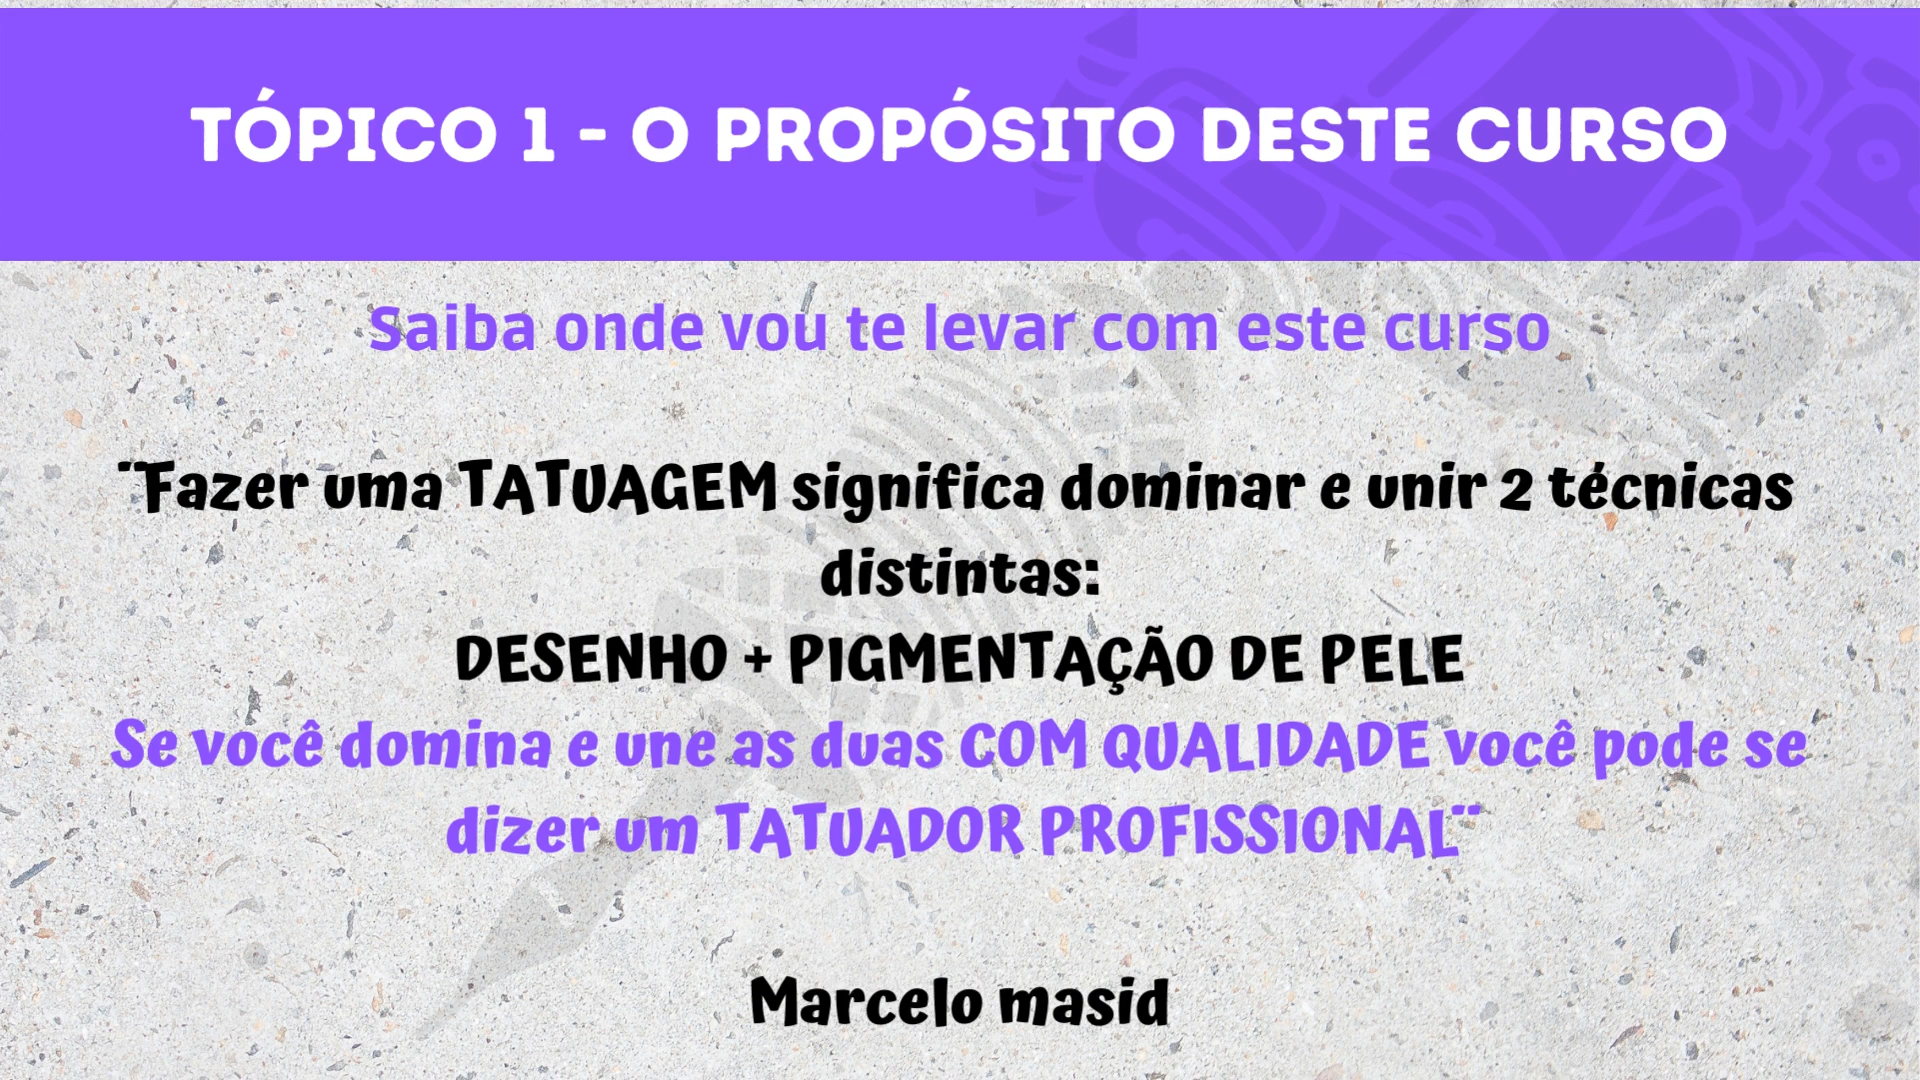 TÓPICO 1 - O PROPÓSITO DESTE CURSO
Saiba onde vou te levar com este curso
¨Fazer uma TATUAGEM significa dominar e unir 2 técnicas
distintas:
DESENHO + PIGMENTAÇÃO DE PELE
Se você domina e une as duas COM QUALIDADE você pode se
dizer um TATUADOR PROFISSIONAL¨
Marcelo masid